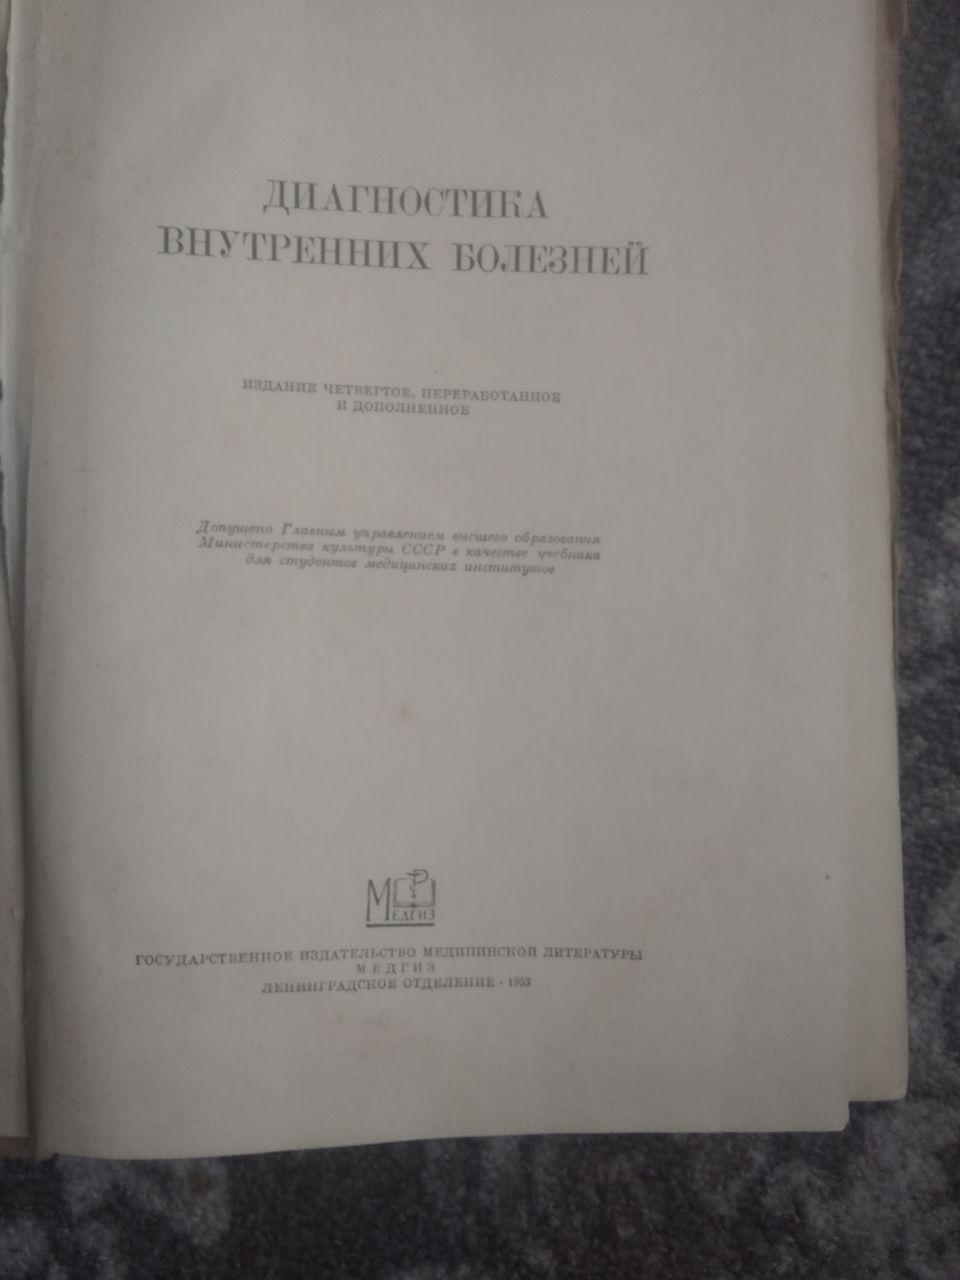 ДИАГНОСТИКА
ВНУТРЕННИХ БОЛЕЗНЕЙ
ИЗДАНИЕ ЧЕТВЕРТОЕ, ПЕРЕРАБОТАННОЕ
И ДОПОЛНЕННОЕ
Допущено Главным управлением высшего образования
Министерства культуры СССР в качестве учебника
для студентов медицинских институтов
МЕДГИЗ
ГОСУДАРСТВЕННОЕ ИЗДАТЕЛЬСТВО МЕДИЦИНСКОЙ ЛИТЕРАТУРЫ
МЕДГИЗ
ЛЕНИНГРАДСКОЕ ОТДЕЛЕНИЕ • 1953